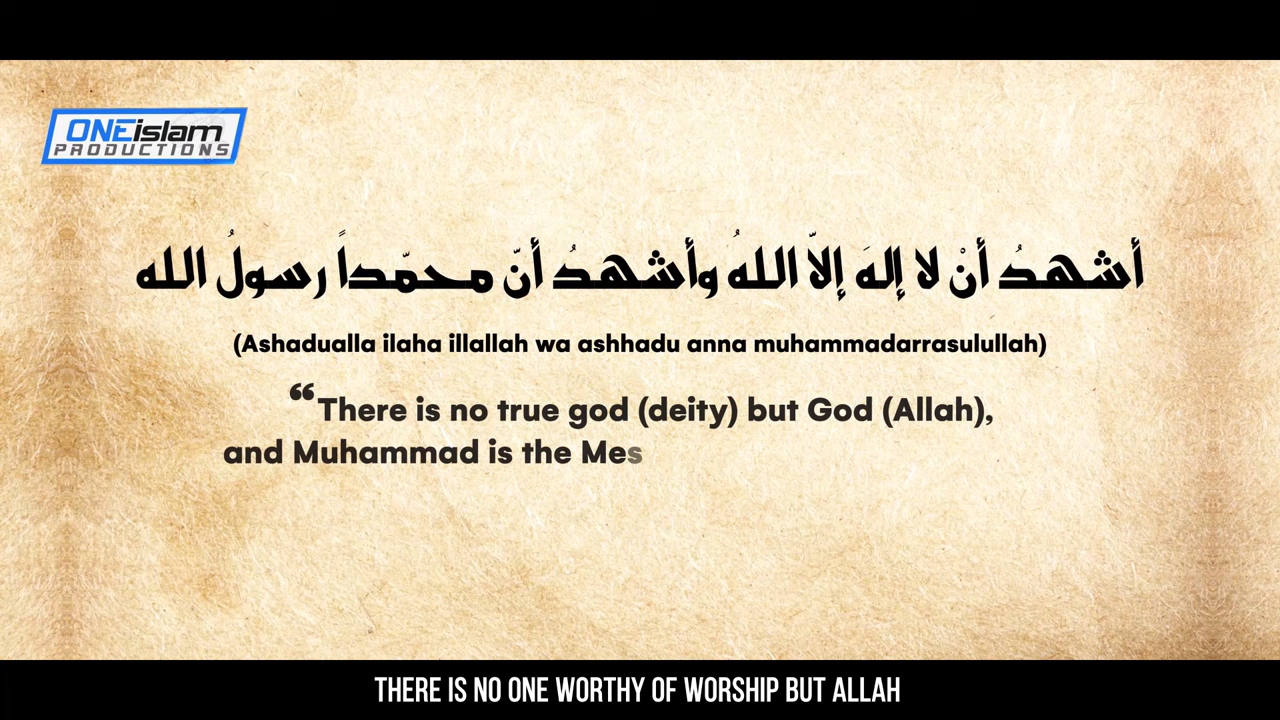 ONEislam
PRODUCTIONS
أشهدُ أنْ لا إلهَ إلاّ اللهُ وأشهدُ أنّ محمّداً رسولُ الله
(Ashadualla ilaha illallah wa ashhadu anna muhammadarrasulullah)
“There is no true god (deity) but God (Allah),
and Muhammad is the Mes
THERE IS NO ONE WORTHY OF WORSHIP BUT ALLAH